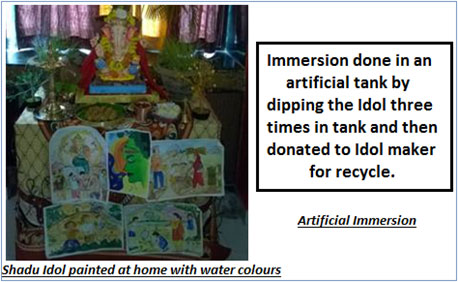 Immersion done in an
artificial tank by
dipping the Idol three
times in tank and then
donated to Idol maker
for recycle.
Artificial Immersion
Shadu Idol painted at home with water colours